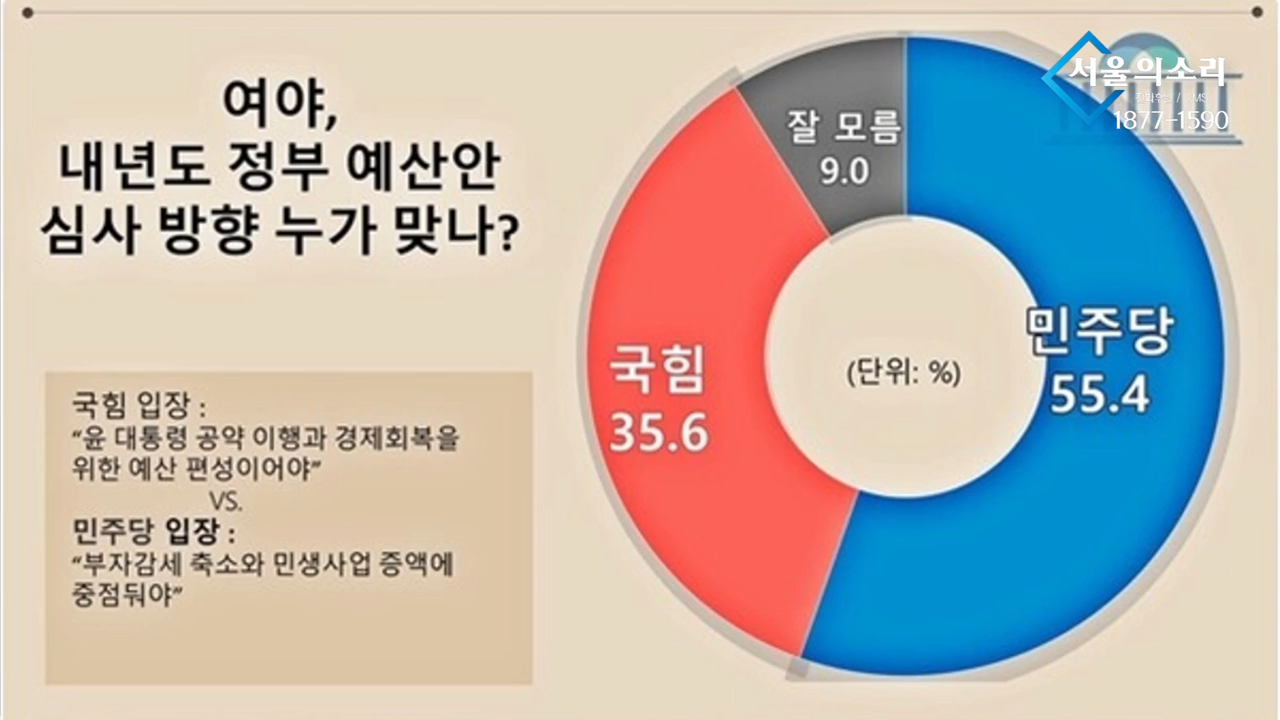 여야,
내년도 정부 예산안
심사 방향 누가 맞나?
국힘 입장 :
“윤 대통령 공약 이행과 경제회복을
위한 예산 편성이어야”
VS.
민주당 입장 :
“부자감세 축소와 민생사업 증액에
중점둬야”
잘 모름
9.0
국힘
35.6
(단위: %)
민주당
55.4
서울의소리
1877-1590